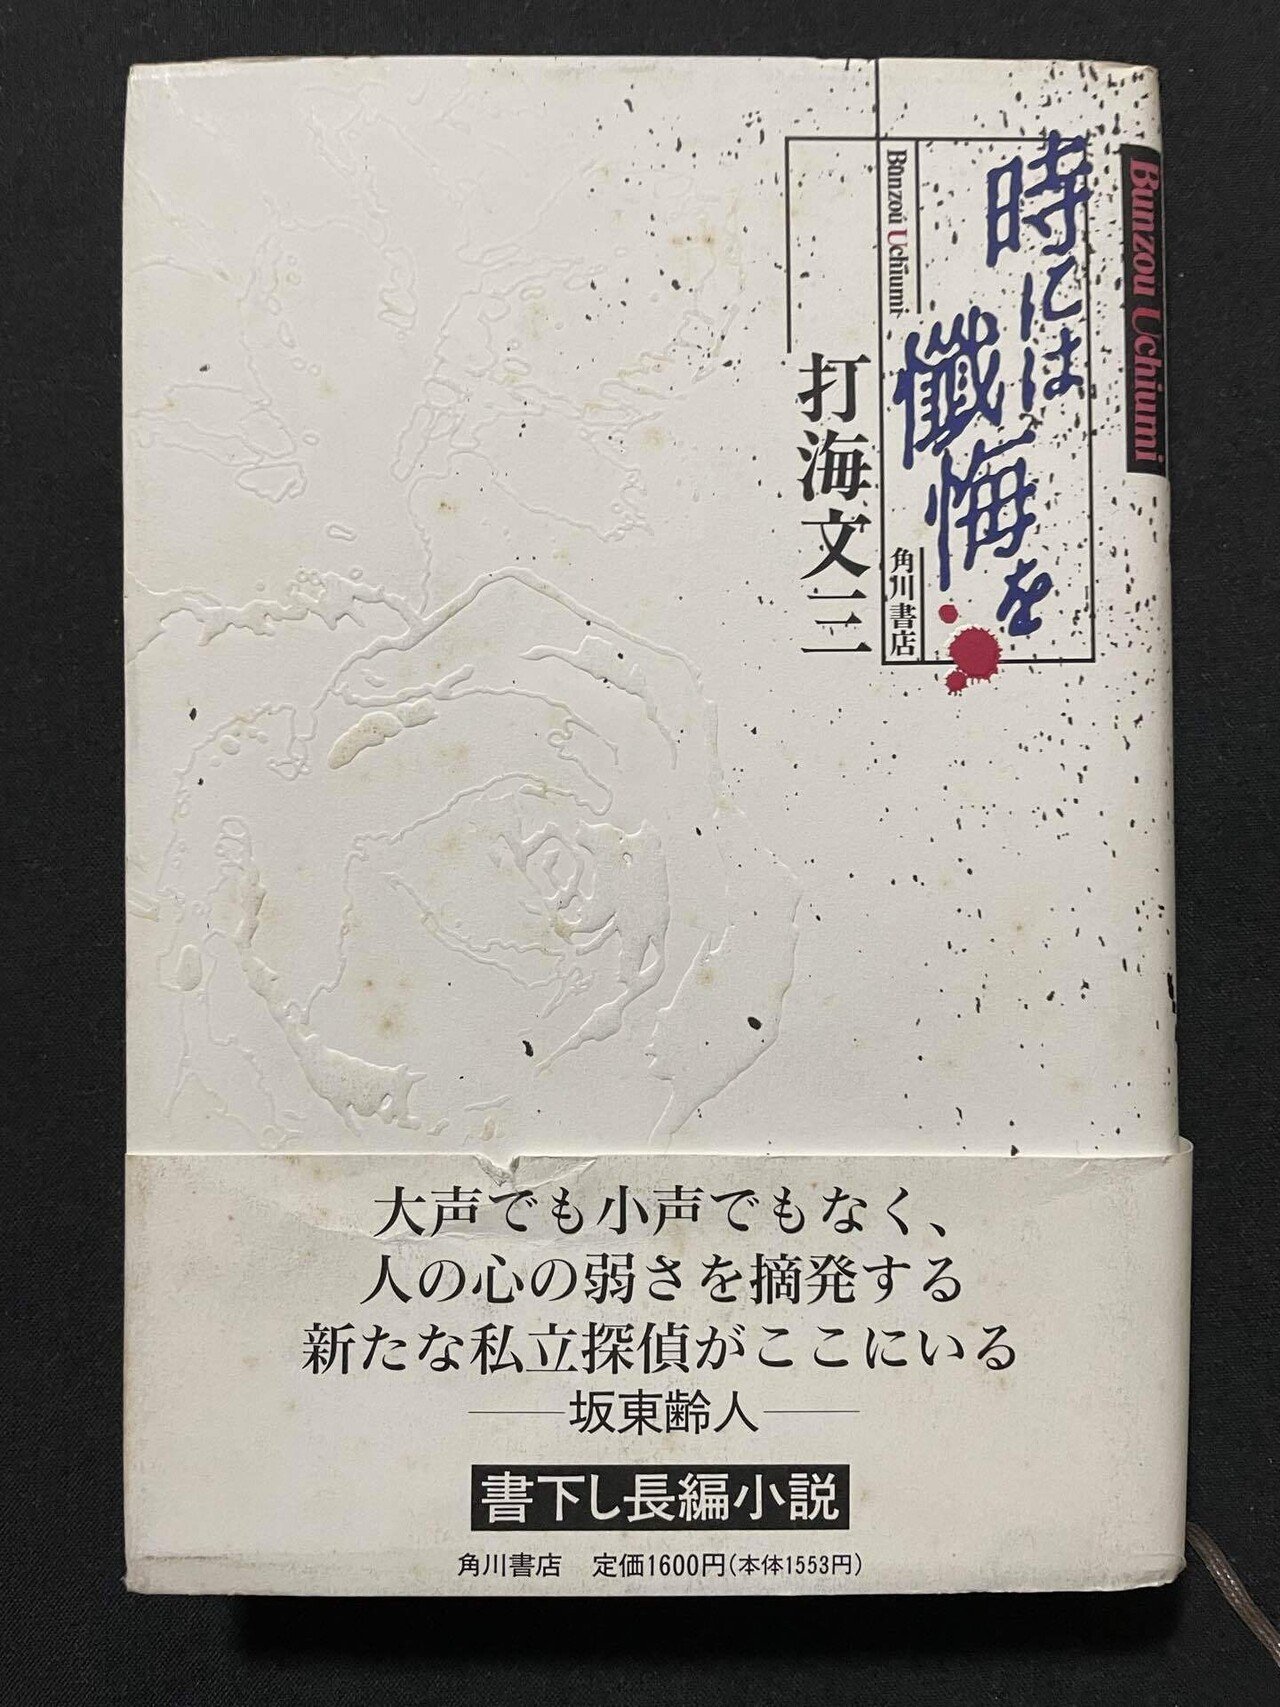 Bunzou Uchiumi
時には
懺悔を
Bunzou Uchiumi
角川書店
打海文三
大声でも小声でもなく、
人の心の弱さを摘発する
新たな私立探偵がここにいる
──坂東齢人──
書下し長編小説
角川書店 定価1600円(本体1553円)